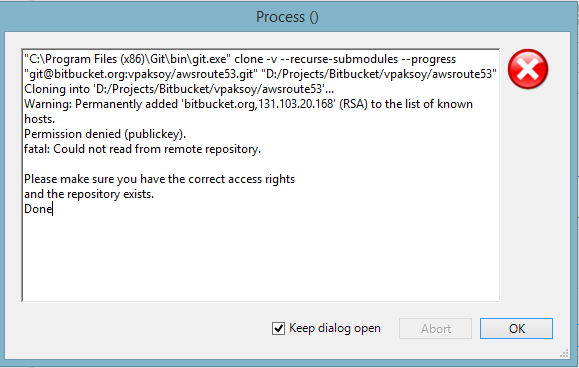 Process ()
"C:\Program Files (x86)\Git\bin\git.exe" clone -v --recurse-submodules --progress
"git@bitbucket.org:vpaksoy/awsroute53.git" "D:/Projects/Bitbucket/vpaksoy/awsroute53"
Cloning into 'D:/Projects/Bitbucket/vpaksoy/awsroute53'...
Warning: Permanently added 'bitbucket.org,131.103.20.168' (RSA) to the list of known
hosts.
Permission denied (publickey).
fatal: Could not read from remote repository.
Please make sure you have the correct access rights
and the repository exists.
Done
Keep dialog open
Abort
OK